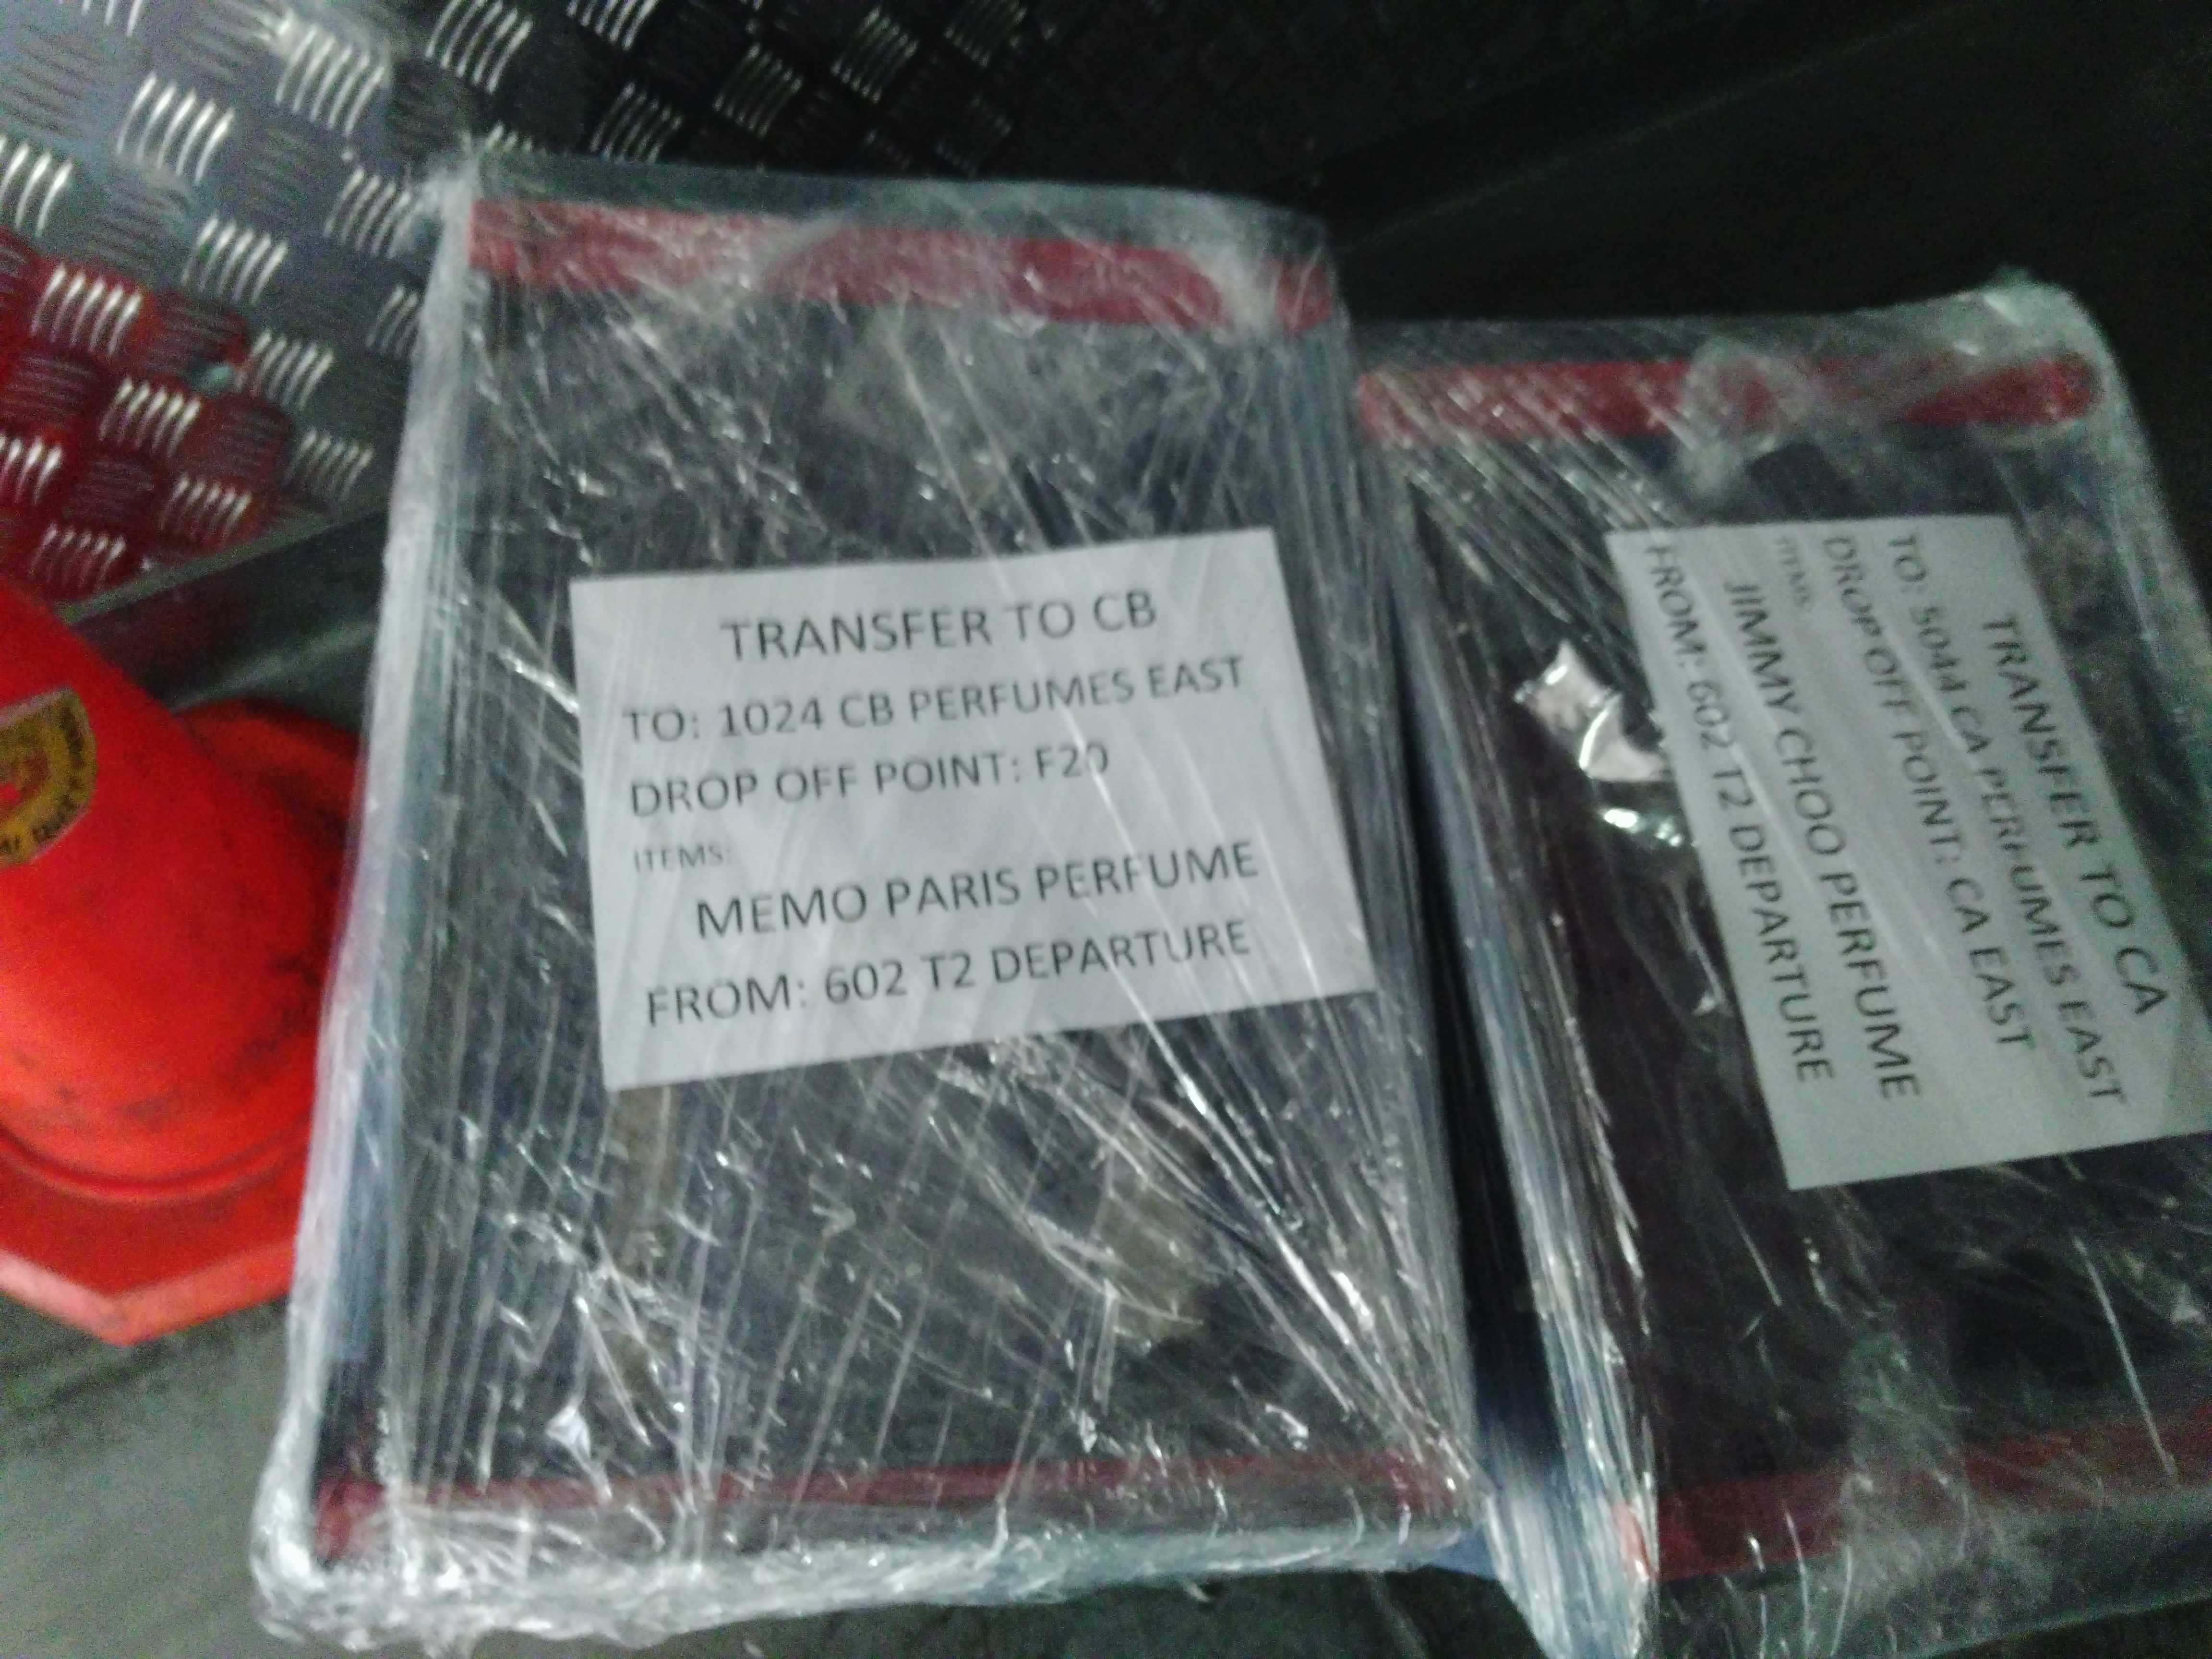 TRANSFER TO CB
TO: 1024 CB PERFUMES EAST
DROP OFF POINT: F20
ITEMS:
MEMO PARIS PERFUME
FROM: 602 T2 DEPARTURE
TRANSFER TO CA
TO: 5044 CA PERFUMES EAST
DROP OFF POINT: CA EAST
ITEMS:
JIMMY CHOO PERFUME
FROM: 602 T2 DEPARTURE